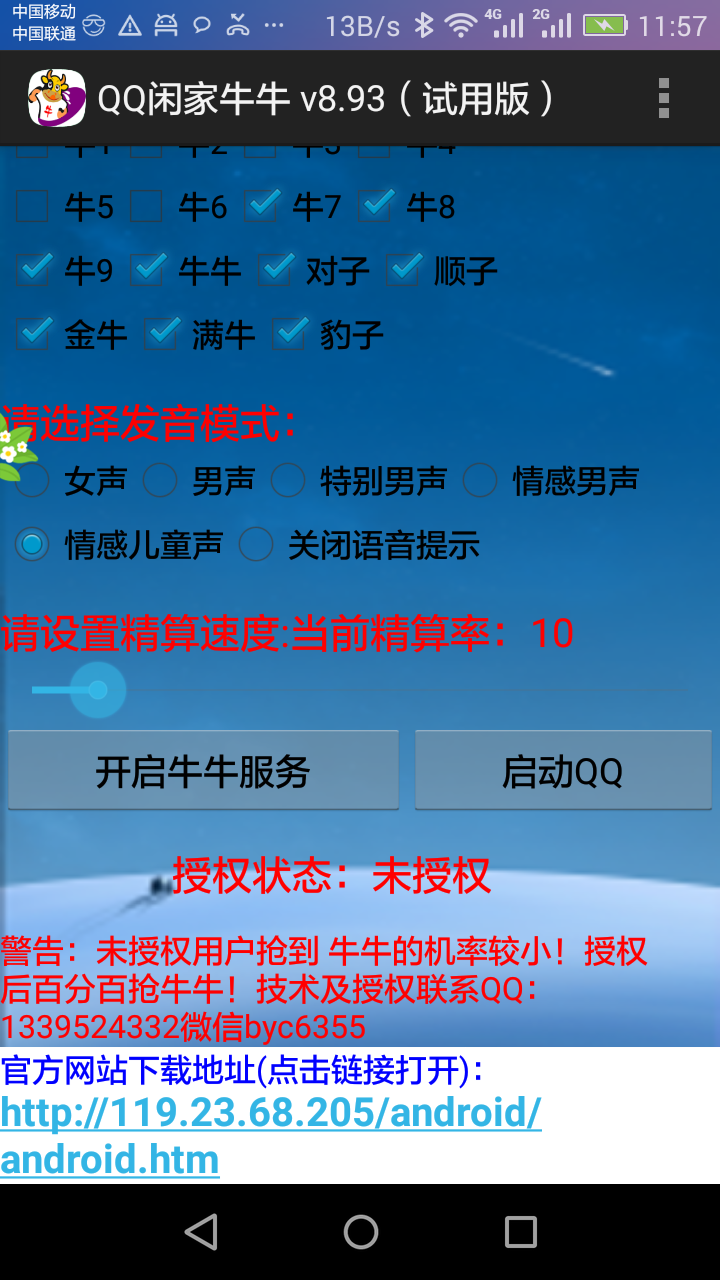 中国移动
中国联通
13B/s
4G
2G
11:57
QQ闲家牛牛 v8.93 ( 试用版 )
牛1 牛2 牛3 牛4
牛5 牛6 牛7 牛8
牛9 牛牛 对子 顺子
金牛 满牛 豹子
请选择发音模式：
女声 男声 特别男声 情感男声
情感儿童声 关闭语音提示
请设置精算速度:当前精算率：10
开启牛牛服务 启动QQ
授权状态：未授权
警告：未授权用户抢到 牛牛的机率较小！授权
后百分百抢牛牛！技术及授权联系QQ：
1339524332微信byc6355
官方网站下载地址(点击链接打开)：
http://119.23.68.205/android/
android.htm